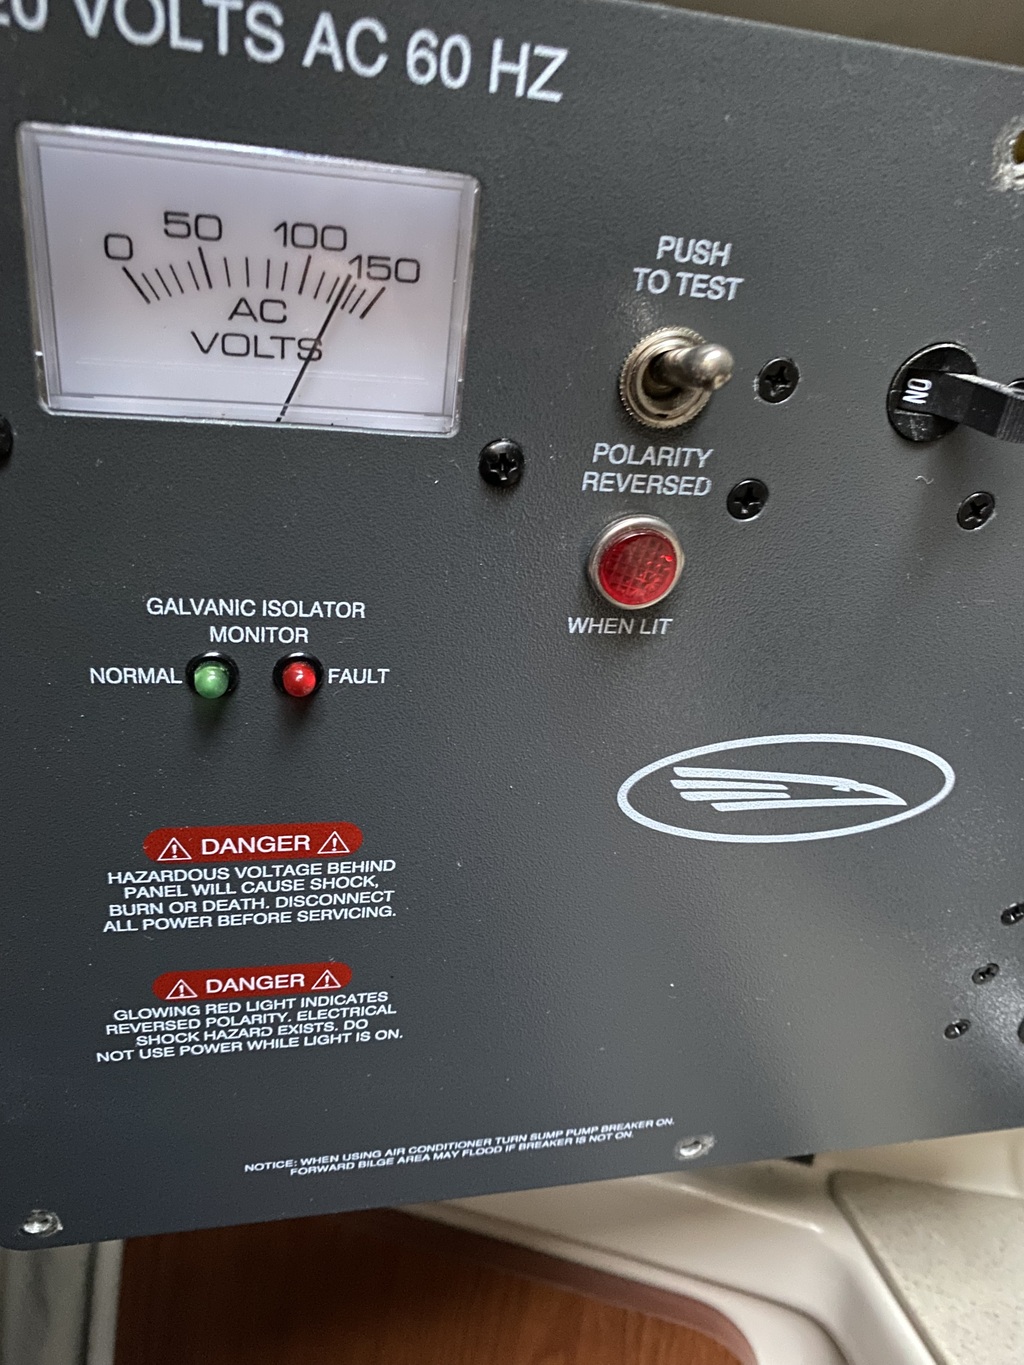 20 VOLTS AC 60 HZ
0 50 100 150
AC
VOLTS
PUSH
TO TEST
ON
POLARITY
REVERSED
WHEN LIT
GALVANIC ISOLATOR
MONITOR
NORMAL FAULT
DANGER
HAZARDOUS VOLTAGE BEHIND
PANEL WILL CAUSE SHOCK,
BURN OR DEATH. DISCONNECT
ALL POWER BEFORE SERVICING.
DANGER
GLOWING RED LIGHT INDICATES
REVERSED POLARITY. ELECTRICAL
SHOCK HAZARD EXISTS. DO
NOT USE POWER WHILE LIGHT IS ON.
NOTICE: WHEN USING AIR CONDITIONER TURN SUMP PUMP BREAKER ON.
FORWARD BILGE AREA MAY FLOOD IF BREAKER IS NOT ON.